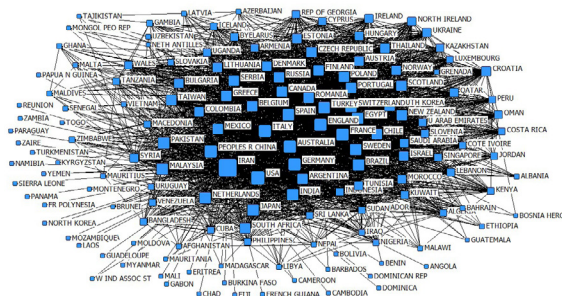 LATVIA
AZERBAIJAN
REP OF GEORGIA
IRELAND
TAJIKISTAN
GAMBIA
ICELAND
CYPRUS
NORTH IRELAND
MONGOL PEO REP
UZBEKISTAN
BYELARUS
ESTONIA
HUNGARY
UKRAINE
GHANA
NETH ANTILLES
UGANDA
ARMENIA
CZECH REPUBLIC
THAILAND
KAZAKHSTAN
MALTA
WALES
SLOVAKIA
LITHUANIA
DENMARK
FINLAND
AUSTRIA
NORWAY
LUXEMBOURG
PAPUA N GUINEA
TANZANIA
BULGARIA
SERBIA
RUSSIA
POLAND
GRENADA
CROATIA
MALDIVES
TAIWAN
GREECE
CANADA
PORTUGAL
SCOTLAND
QATAR
REUNION
SENEGAL
VIETNAM
COLOMBIA
BELGIUM
ROMANIA
TURKEY
SWITZERLAND
SOUTH KOREA
PERU
ZAMBIA
TOGO
MACEDONIA
MEXICO
SPAIN
EGYPT
NEW ZEALAND
OMAN
PARAGUAY
ZIMBABWE
ITALY
ENGLAND
U ARAB EMIRATES
COSTA RICA
ZAIRE
PAKISTAN
PEOPLES R CHINA
AUSTRALIA
FRANCE
CHILE
SLOVENIA
SAUDI ARABIA
COTE IVOIRE
TURKMENISTAN
SYRIA
IRAN
GERMANY
SWEDEN
ISRAEL
SINGAPORE
JORDAN
NAMIBIA
KYRGYZSTAN
MALAYSIA
USA
ARGENTINA
BRAZIL
MOROCCO
LEBANON
ALBANIA
YEMEN
MAURITIUS
URUGUAY
NETHERLANDS
INDIA
TUNISIA
KUWAIT
KENYA
SIERRA LEONE
MONTENEGRO
VENEZUELA
JAPAN
INDONESIA
PANAMA
BRUNEI
SRI LANKA
SUDAN
BAHRAIN
BOSNIA HERCEG
FR POLYNESIA
BANGLADESH
CUBA
SOUTH AFRICA
IRAQ
ETHIOPIA
NORTH KOREA
PHILIPPINES
NIGERIA
GUATEMALA
MOZAMBIQUE
LAOS
MOLDOVA
AFGHANISTAN
NEPAL
MALAWI
GUADELOUPE
MAURITANIA
MADAGASCAR
LIBYA
BOLIVIA
BENIN
ANGOLA
MYANMAR
ERITREA
BARBADOS
DOMINICAN REP
W IND ASSOC ST
MALI
GABON
BURKINA FASO
CAMEROON
CAMBODIA
DOMINICA
CHAD
FIJI
FRENCH GUIANA